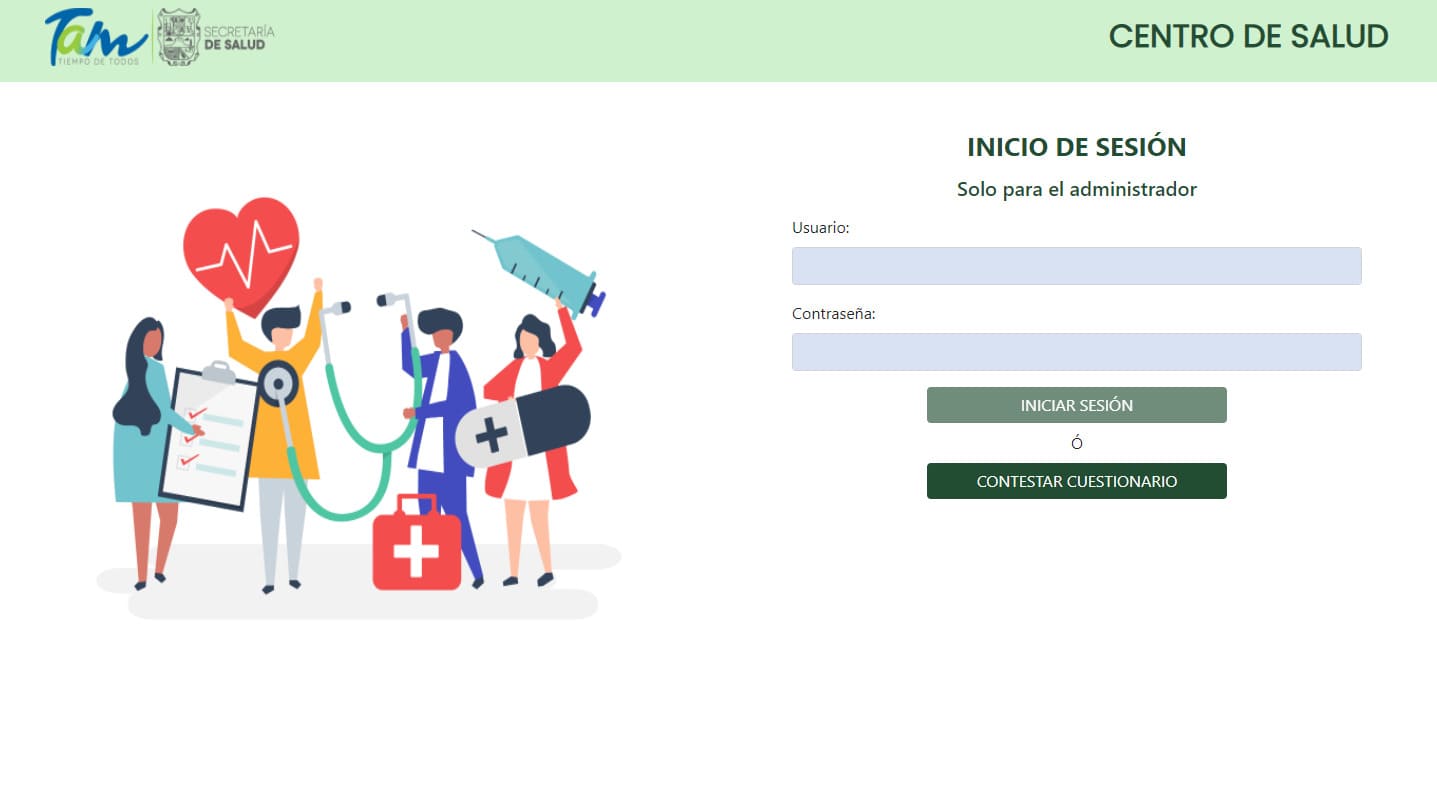 Tam
TIEMPO DE TODOS
SECRETARÍA
DE SALUD
CENTRO DE SALUD
INICIO DE SESIÓN
Solo para el administrador
Usuario:
Contraseña:
INICIAR SESIÓN
Ó
CONTESTAR CUESTIONARIO